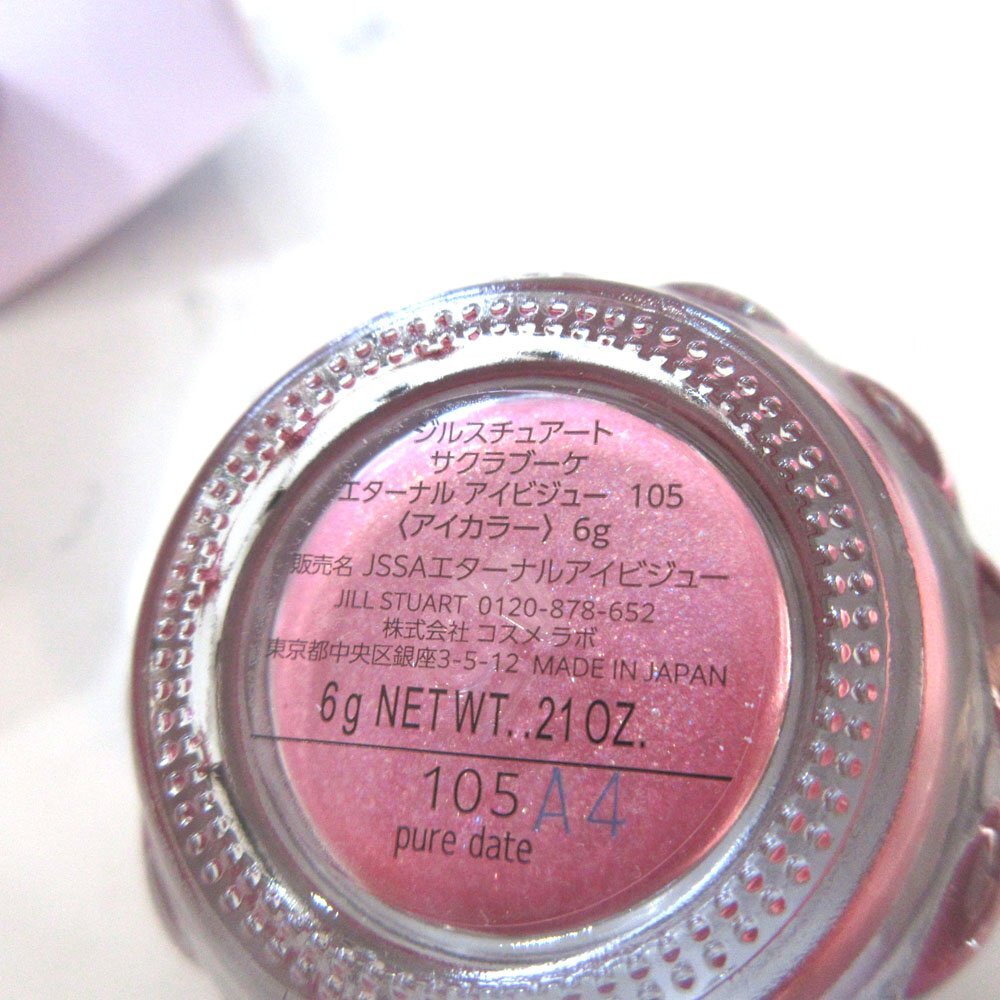 ジルスチュアート
サクラブーケ
エターナル アイビジュー 105
〈アイカラー〉 6g
販売名 JSSAエターナルアイビジュー
JILL STUART 0120-878-652
株式会社 コスメ ラボ
東京都中央区銀座3-5-12 MADE IN JAPAN
6g NET WT. .21 OZ.
105 A4
pure date